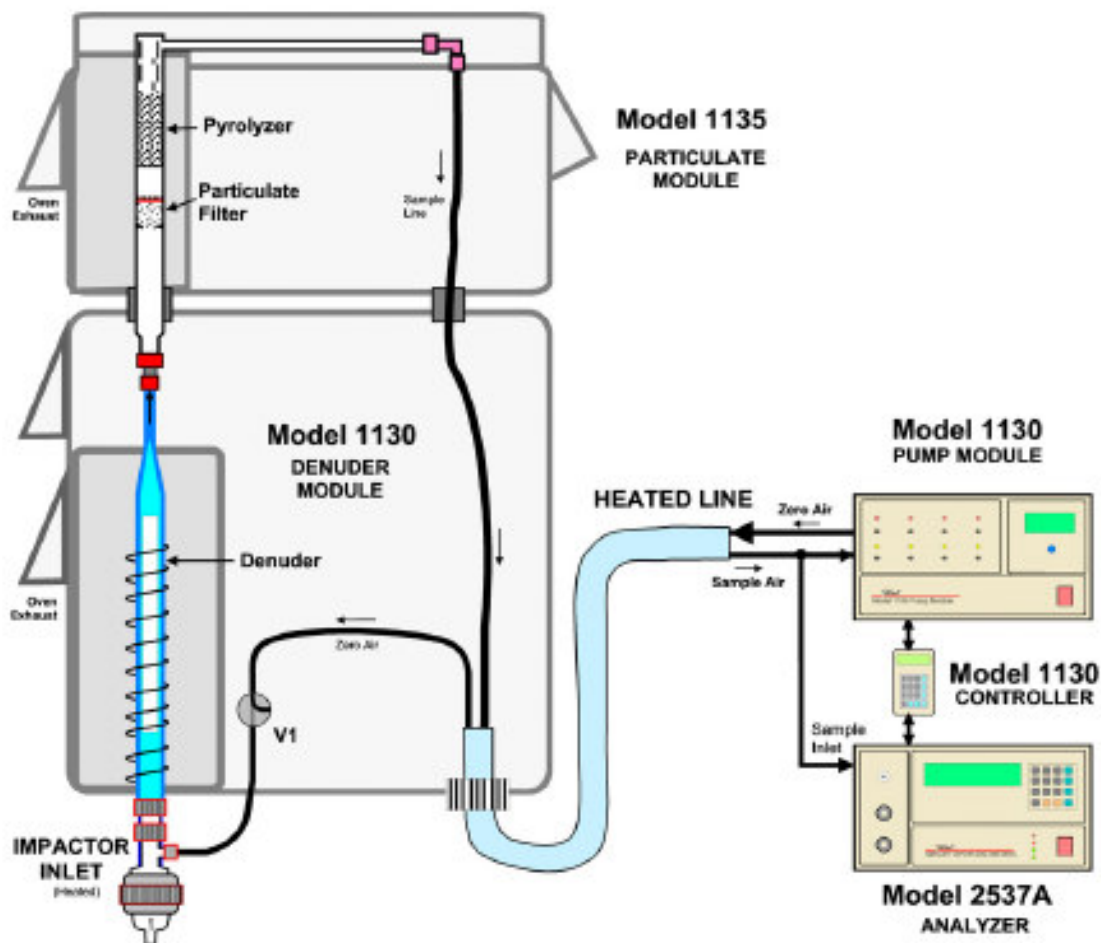 Pyrolyzer
Particulate
Filter
Oven
Exhaust
Sample
Line
Model 1135
PARTICULATE
MODULE
Model 1130
DENUDER
MODULE
Denuder
Oven
Exhaust
Zero Air
V1
IMPACTOR
INLET
(Heated)
HEATED LINE
Zero Air
Sample Air
Model 1130
PUMP MODULE
Model 1130
CONTROLLER
Sample
Inlet
Model 2537A
ANALYZER